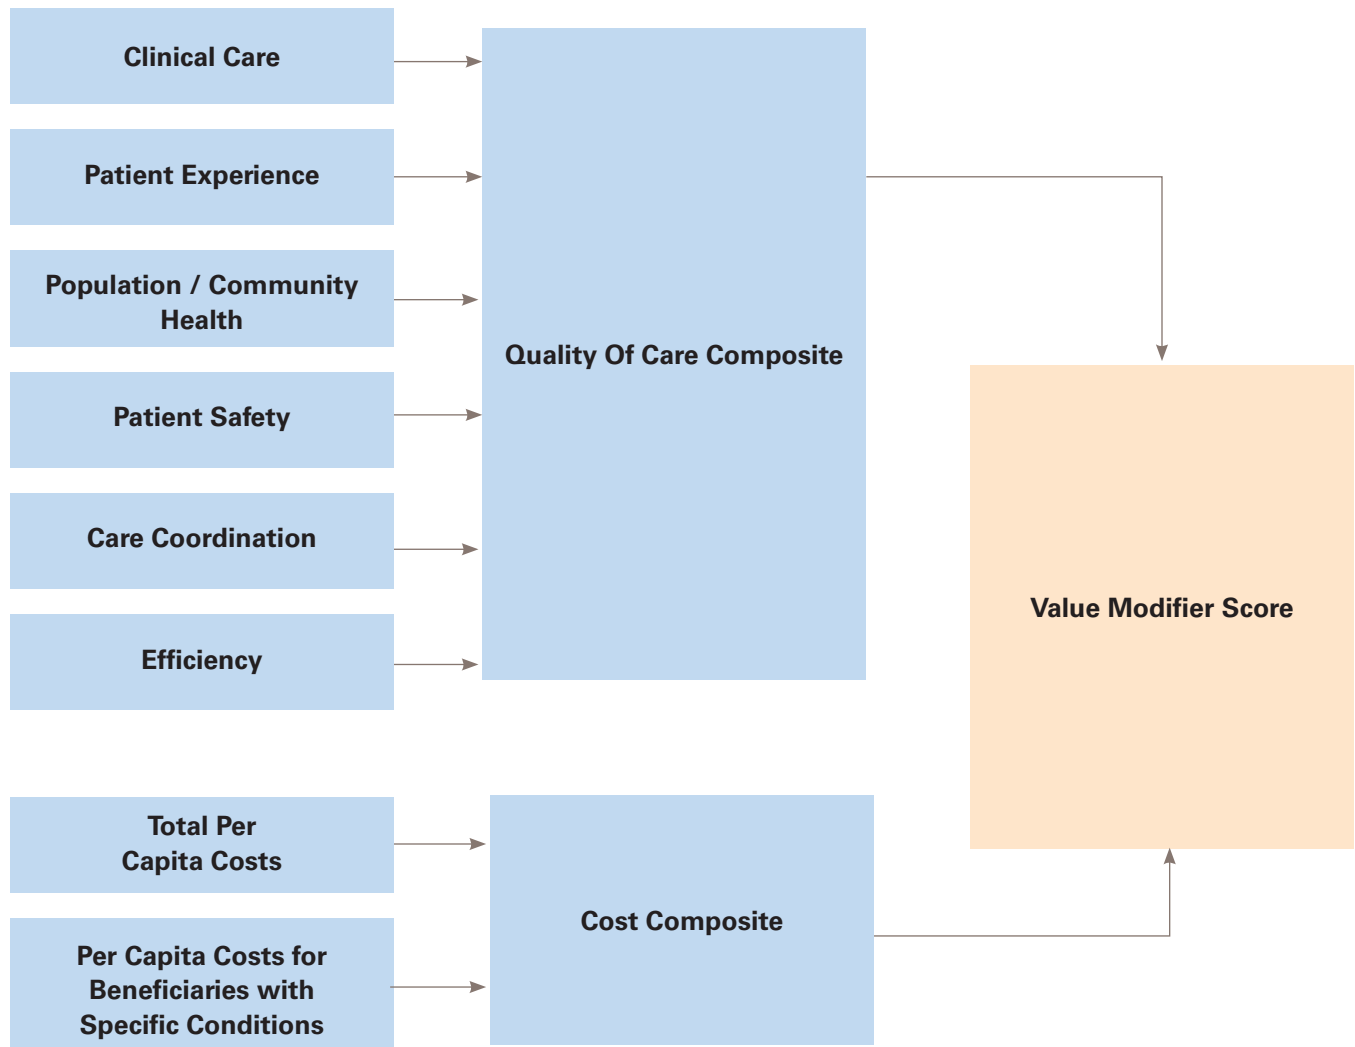 Clinical Care
Patient Experience
Population / Community
Health
Patient Safety
Care Coordination
Efficiency
Quality Of Care Composite
Total Per
Capita Costs
Per Capita Costs for
Beneficiaries with
Specific Conditions
Cost Composite
Value Modifier Score